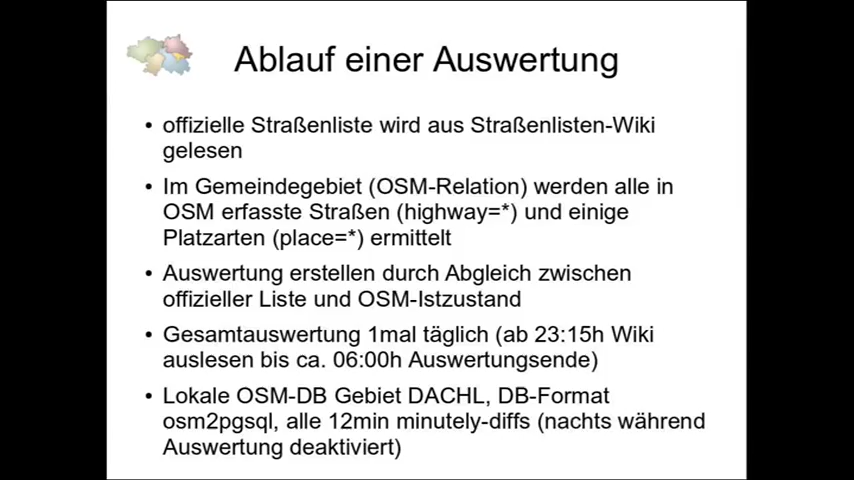 Ablauf einer Auswertung
• offizielle Straßenliste wird aus Straßenlisten-Wiki
gelesen
• Im Gemeindegebiet (OSM-Relation) werden alle in
OSM erfasste Straßen (highway=*) und einige
Platzarten (place=*) ermittelt
• Auswertung erstellen durch Abgleich zwischen
offizieller Liste und OSM-Istzustand
• Gesamtauswertung 1mal täglich (ab 23:15h Wiki
auslesen bis ca. 06:00h Auswertungsende)
• Lokale OSM-DB Gebiet DACHL, DB-Format
osm2pgsql, alle 12min minutely-diffs (nachts während
Auswertung deaktiviert)